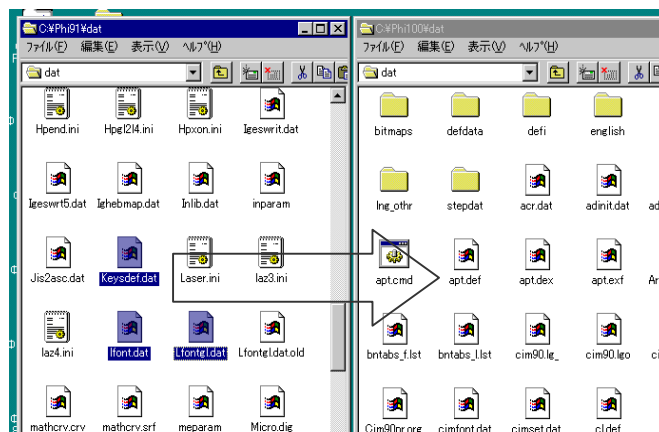 C:¥Phi91¥dat
ファイル(F) 編集(E) 表示(V) ヘルプ(H)
dat
Hpend.ini Hpgl2l4.ini Hpxon.ini Igeswrit.dat
Igeswrt5.dat Ighebmap.dat Inlib.dat inparam
Jis2asc.dat Keysdef.dat Laser.ini laz3.ini
laz4.ini lfont.dat Lfontgl.dat Lfontgl.dat.old
mathcry.cry mathcry.srf meparam Micro.dig
C:¥Phi100¥dat
ファイル(F) 編集(E) 表示(V) ヘルプ(H)
dat
bitmaps defdata defi english
lng_othr stepdat acr.dat adinit.dat
apt.cmd apt.def apt.dex apt.exf
bntabs_f.lst bntabs_l.lst cim90.lg_ cim90.lgo
Cim90pr.org cimfont.dat cimset.dat cl.def